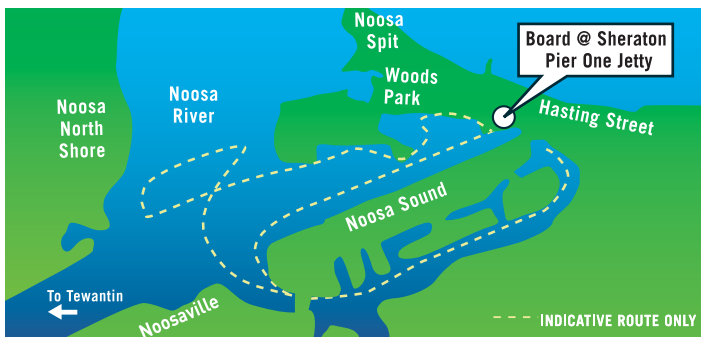 Noosa
Spit
Board @ Sheraton
Pier One Jetty
Woods
Park
Noosa
River
Noosa
North
Shore
Hasting Street
Noosa Sound
To Tewantin
Noosaville
INDICATIVE ROUTE ONLY